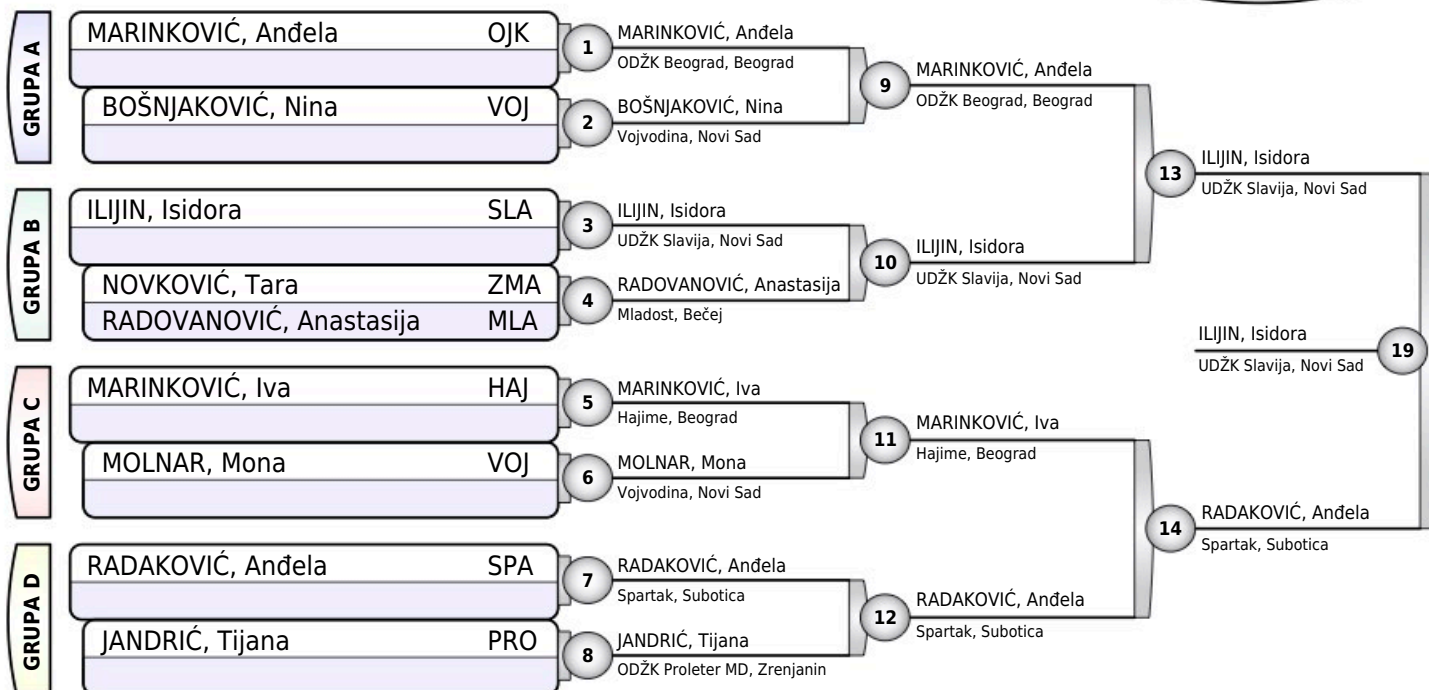 GRUPA A
MARINKOVIĆ, Anđela OJK
BOŠNJAKOVIĆ, Nina VOJ
1
MARINKOVIĆ, Anđela
ODŽK Beograd, Beograd
2
BOŠNJAKOVIĆ, Nina
Vojvodina, Novi Sad
9
MARINKOVIĆ, Anđela
ODŽK Beograd, Beograd
GRUPA B
ILIJIN, Isidora SLA
NOVKOVIĆ, Tara ZMA
RADOVANOVIĆ, Anastasija MLA
3
ILIJIN, Isidora
UDŽK Slavija, Novi Sad
4
RADOVANOVIĆ, Anastasija
Mladost, Bečej
10
ILIJIN, Isidora
UDŽK Slavija, Novi Sad
13
ILIJIN, Isidora
UDŽK Slavija, Novi Sad
GRUPA C
MARINKOVIĆ, Iva HAJ
MOLNAR, Mona VOJ
5
MARINKOVIĆ, Iva
Hajime, Beograd
6
MOLNAR, Mona
Vojvodina, Novi Sad
11
MARINKOVIĆ, Iva
Hajime, Beograd
GRUPA D
RADAKOVIĆ, Anđela SPA
JANDRIĆ, Tijana PRO
7
RADAKOVIĆ, Anđela
Spartak, Subotica
8
JANDRIĆ, Tijana
ODŽK Proleter MD, Zrenjanin
12
RADAKOVIĆ, Anđela
Spartak, Subotica
14
RADAKOVIĆ, Anđela
Spartak, Subotica
ILIJIN, Isidora
UDŽK Slavija, Novi Sad
19